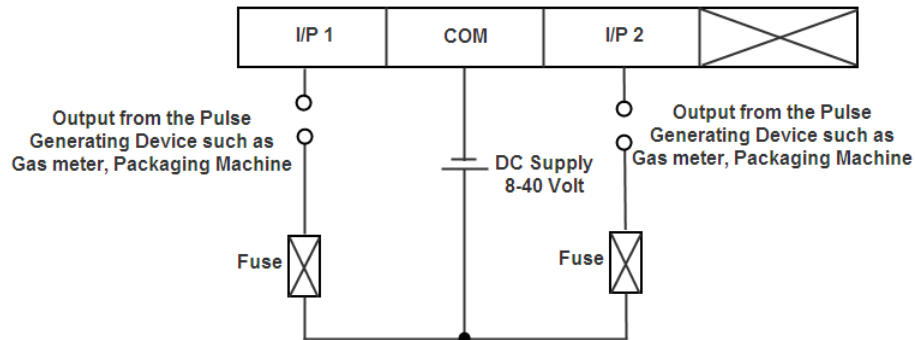 I/P 1
COM
I/P 2
Output from the Pulse
Generating Device such as
Gas meter, Packaging Machine
Output from the Pulse
Generating Device such as
Gas meter, Packaging Machine
DC Supply
8-40 Volt
Fuse
Fuse